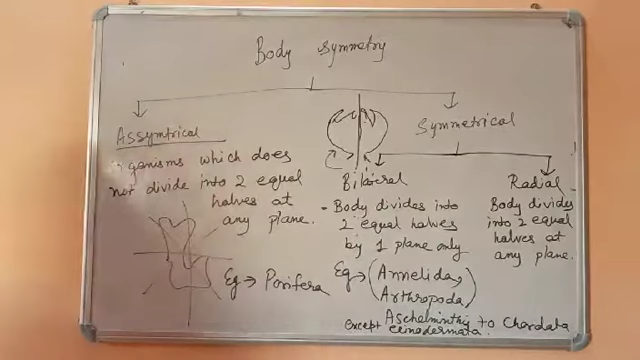 Body symmetry
Assymtrical
Symmetrical
organisms which does
not divide into 2 equal
halves at
any plane.
Eg → Porifera
Bilateral
- Body divides into
2 equal halves
by 1 plane only
Eg → (Annelida,
Arthropoda,
Aschelminthis to Chordata
except
Radial -
Body divides
into 2 equal
halves at
any plane.